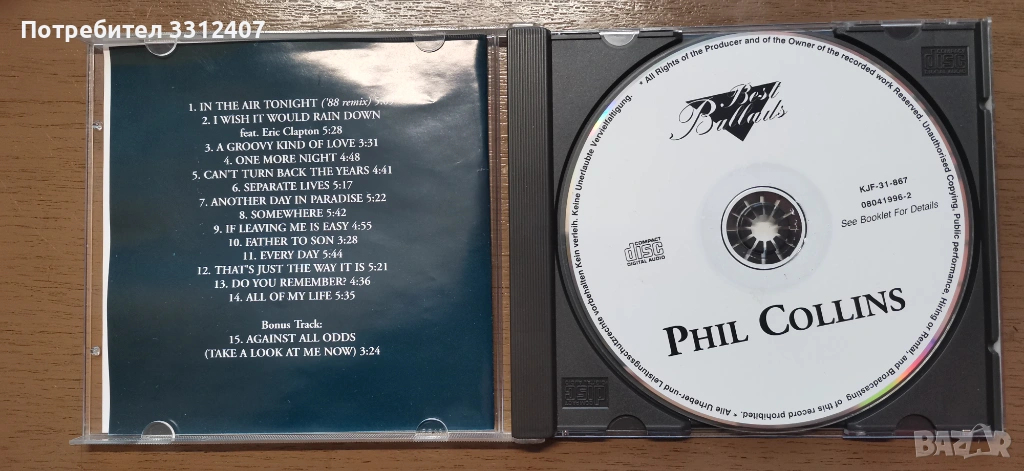 Потребител 3312407
1. IN THE AIR TONIGHT ('88 remix) 5:09
2. I WISH IT WOULD RAIN DOWN
feat. Eric Clapton 5:28
3. A GROOVY KIND OF LOVE 3:31
4. ONE MORE NIGHT 4:48
5. CAN'T TURN BACK THE YEARS 4:41
6. SEPARATE LIVES 5:17
7. ANOTHER DAY IN PARADISE 5:22
8. SOMEWHERE 5:42
9. IF LEAVING ME IS EASY 4:55
10. FATHER TO SON 3:28
11. EVERY DAY 5:44
12. THAT'S JUST THE WAY IT IS 5:21
13. DO YOU REMEMBER? 4:36
14. ALL OF MY LIFE 5:35
Bonus Track:
15. AGAINST ALL ODDS
(TAKE A LOOK AT ME NOW) 3:24
* All Rights of the Producer and of the Owner of the recorded work Reserved. Unauthorised Copying, Public performance, Hiring or Rental, and Broadcasting of this record prohibited. * Alle Urheber-und Leistungsschutzrechte vorbehalten Kein verleih. Keine Unerlaubte Vervielfältigung.
Best
Ballads
KJF-31-867
08041996-2
See Booklet For Details
COMPACT
disc
DIGITAL AUDIO
PHIL COLLINS
BAZAR